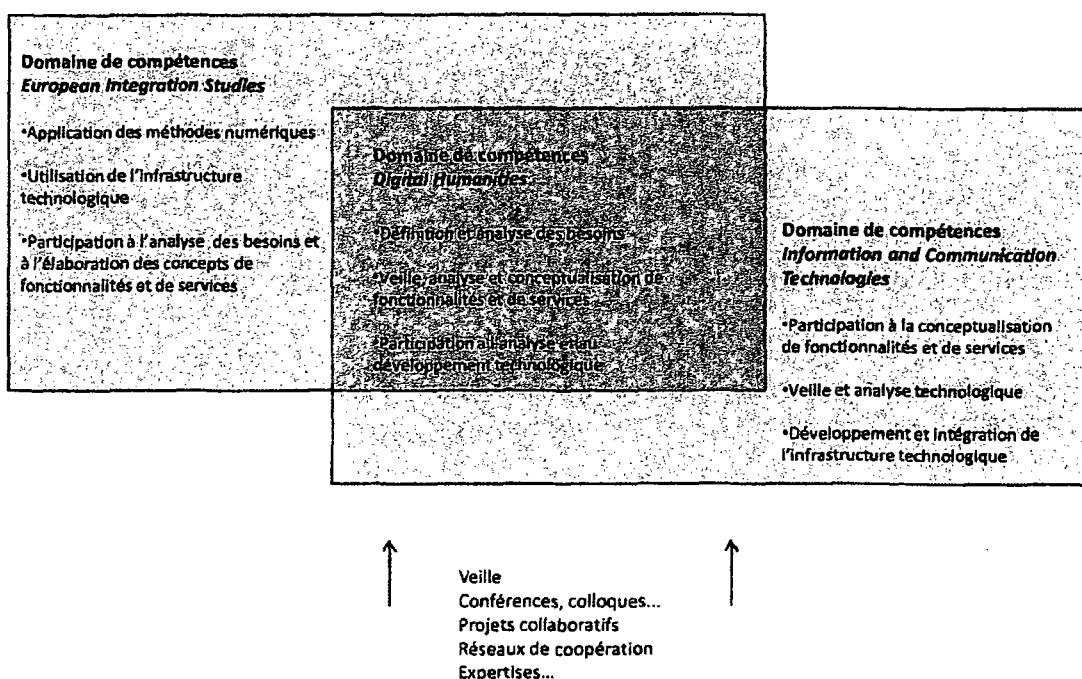 Domaine de compétences
European Integration Studies
•Application des méthodes numériques
•Utilisation de l'infrastructure
technologique
•Participation à l'analyse des besoins et
à l'élaboration des concepts de
fonctionnalités et de services
Domaine de compétences
Digital Humanities
•Définition et analyse des besoins
•Veille, analyse et conceptualisation de
fonctionnalités et de services
•Participation à l'analyse et au
développement technologique
Domaine de compétences
Information and Communication
Technologies
•Participation à la conceptualisation
de fonctionnalités et de services
•Veille et analyse technologique
•Développement et intégration de
l'infrastructure technologique
Veille
Conférences, colloques...
Projets collaboratifs
Réseaux de coopération
Expertises...